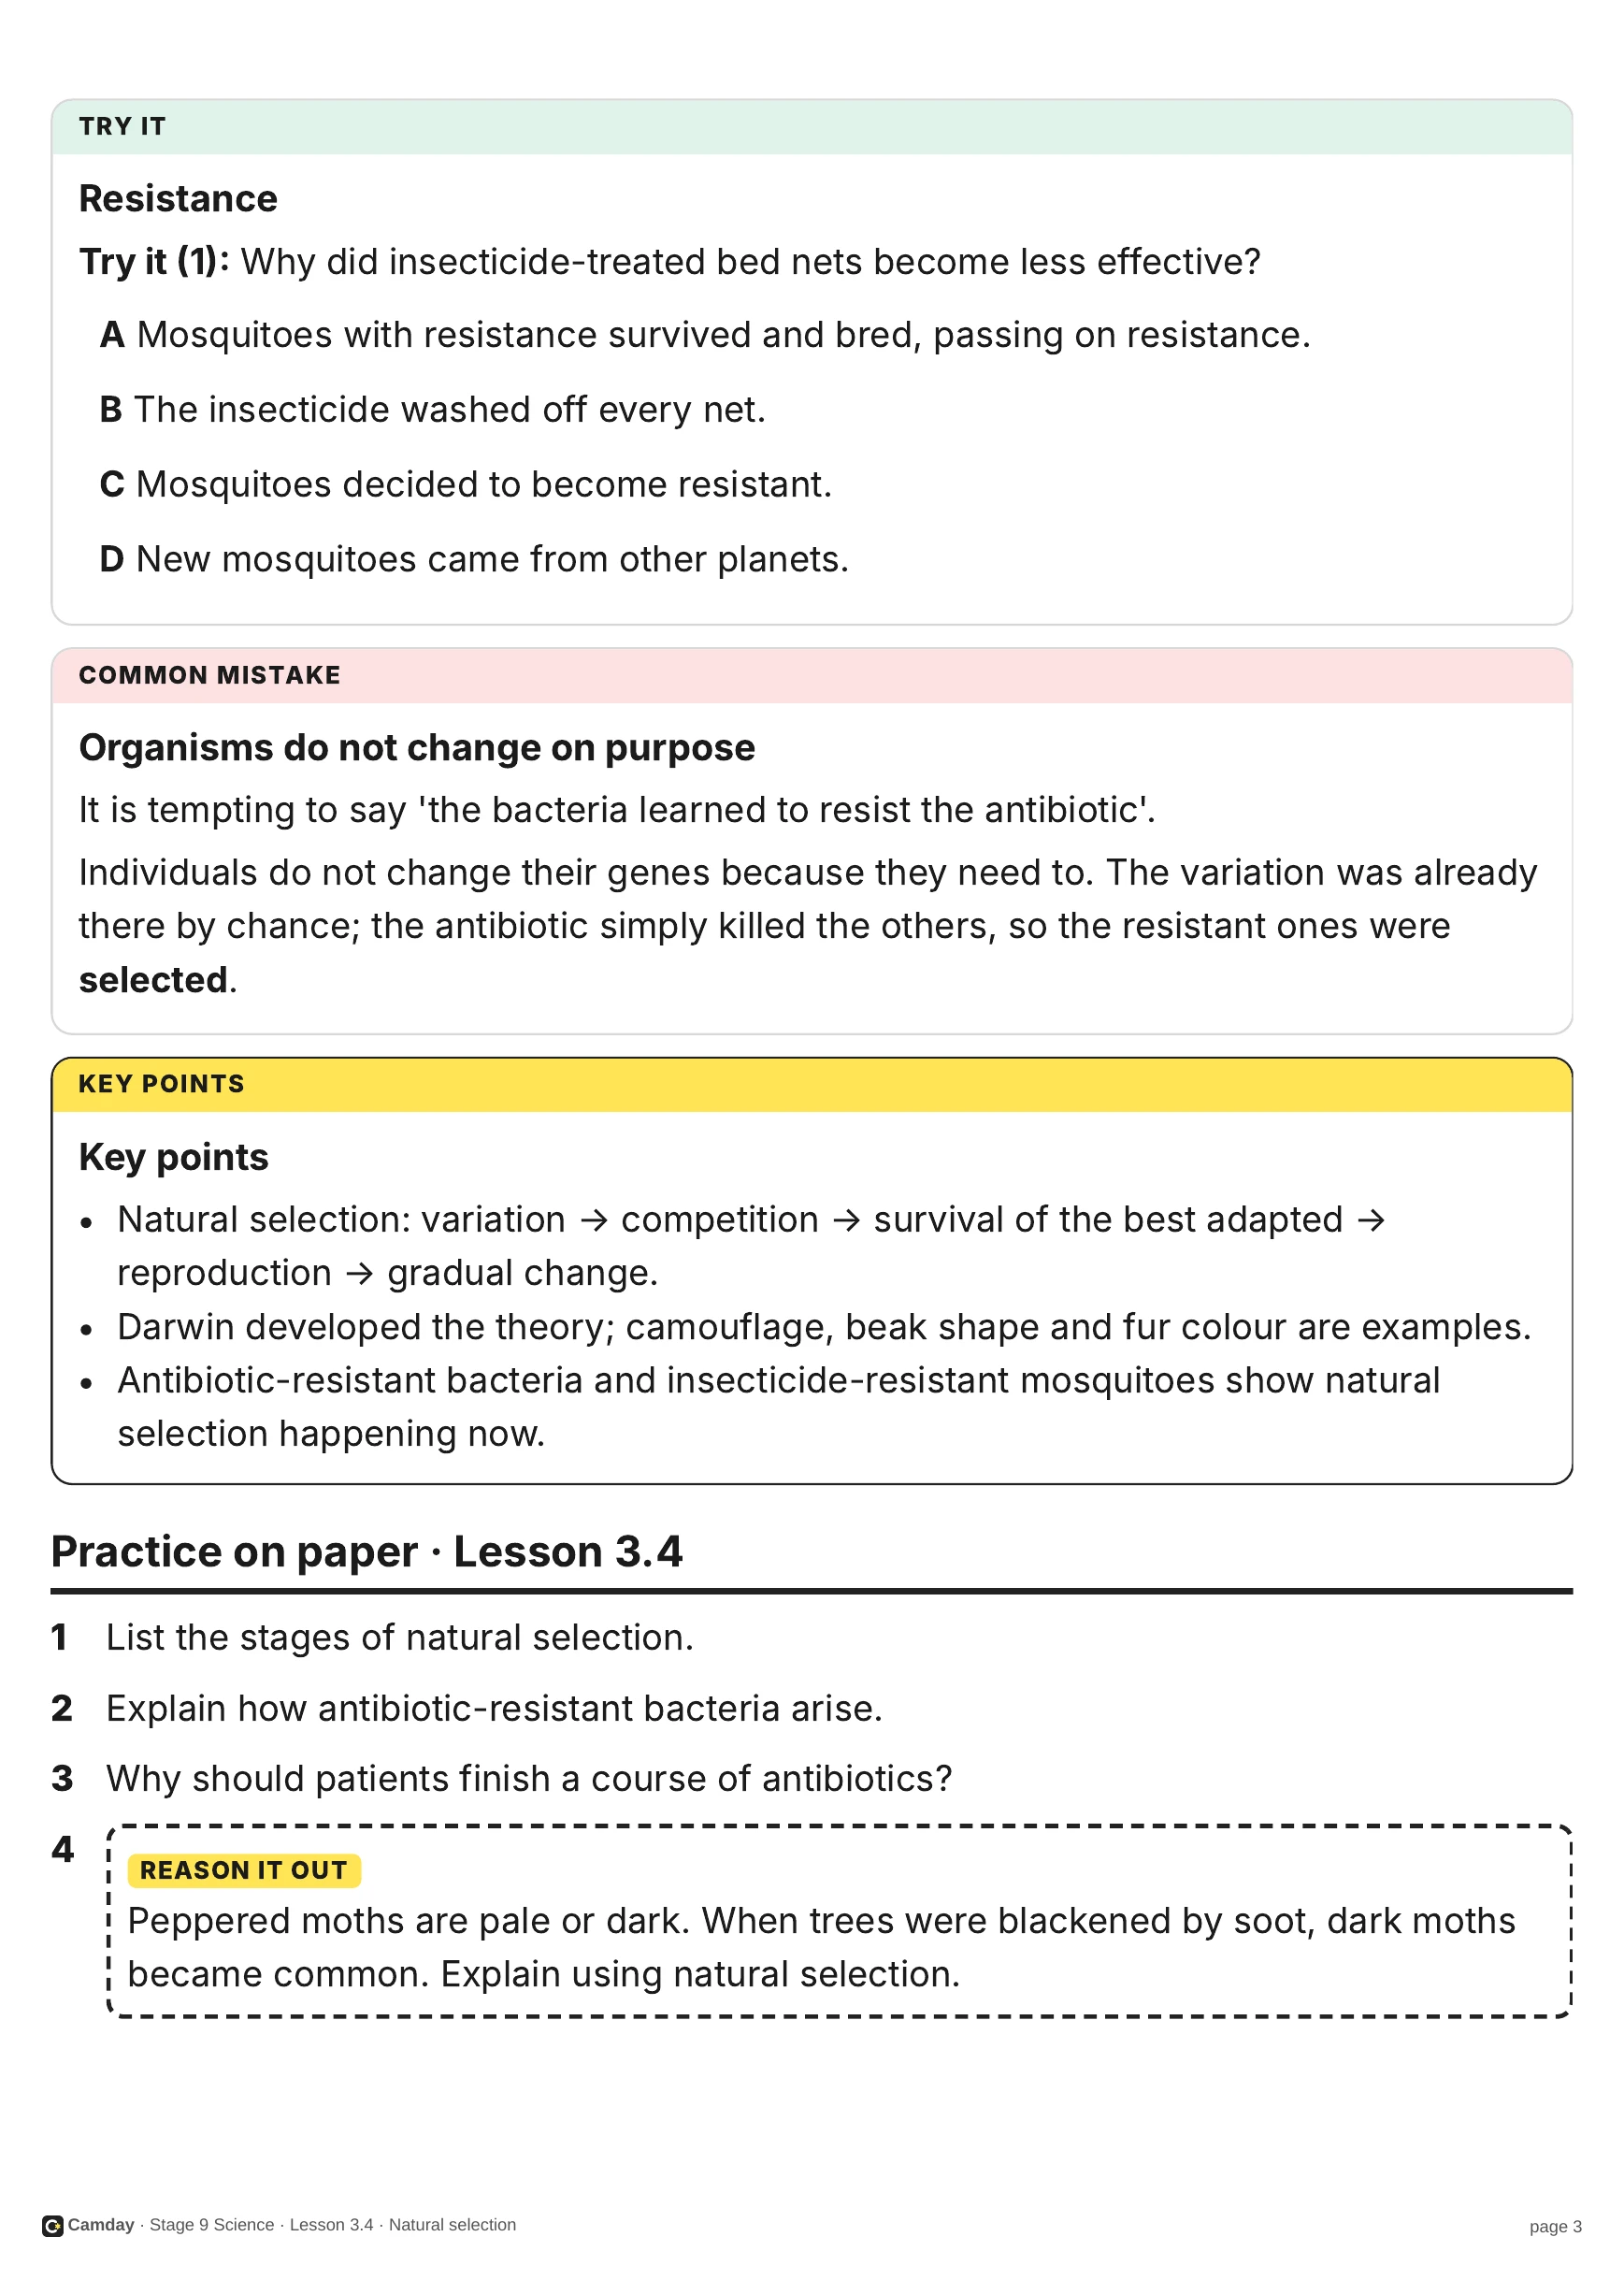 TRY IT
Resistance
Try it (1): Why did insecticide-treated bed nets become less effective?
A Mosquitoes with resistance survived and bred, passing on resistance.
B The insecticide washed off every net.
C Mosquitoes decided to become resistant.
D New mosquitoes came from other planets.
COMMON MISTAKE
Organisms do not change on purpose
It is tempting to say 'the bacteria learned to resist the antibiotic'.
Individuals do not change their genes because they need to. The variation was already
there by chance; the antibiotic simply killed the others, so the resistant ones were
selected.
KEY POINTS
Key points
• Natural selection: variation → competition → survival of the best adapted →
reproduction → gradual change.
• Darwin developed the theory; camouflage, beak shape and fur colour are examples.
• Antibiotic-resistant bacteria and insecticide-resistant mosquitoes show natural
selection happening now.
Practice on paper · Lesson 3.4
1 List the stages of natural selection.
2 Explain how antibiotic-resistant bacteria arise.
3 Why should patients finish a course of antibiotics?
4 REASON IT OUT
Peppered moths are pale or dark. When trees were blackened by soot, dark moths
became common. Explain using natural selection.
Camday · Stage 9 Science · Lesson 3.4 · Natural selection
page 3